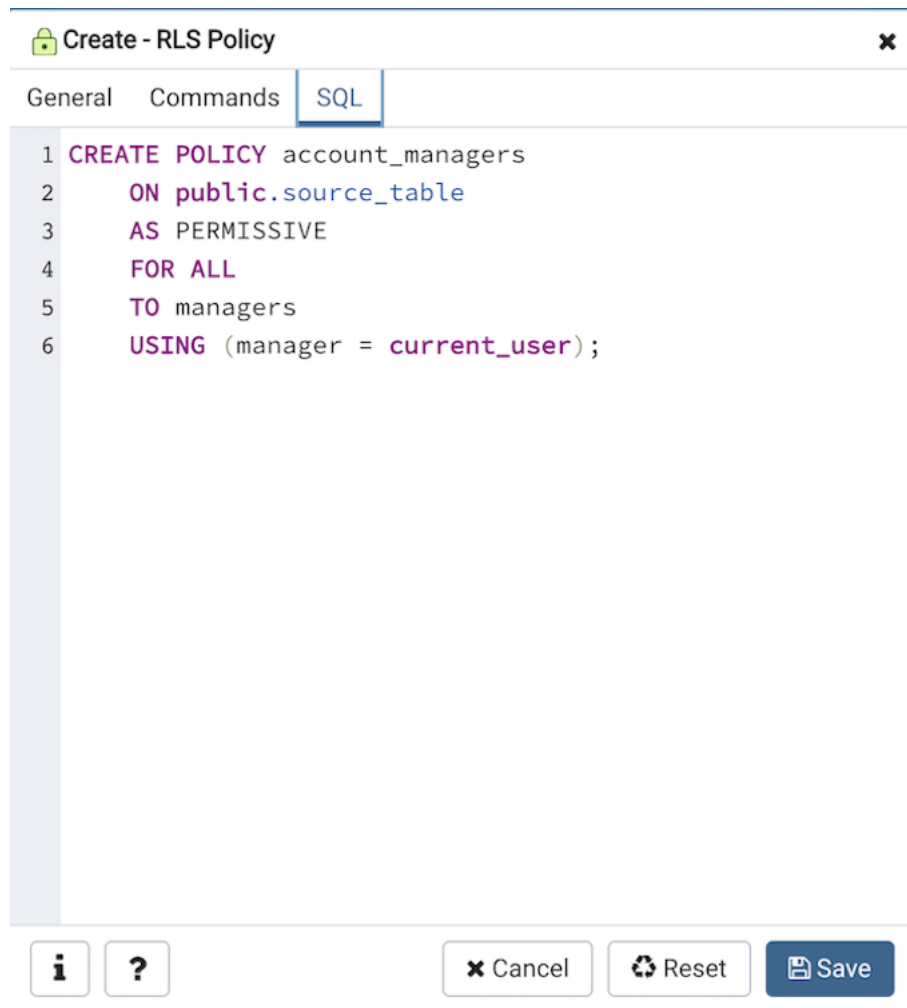 Create - RLS Policy
General Commands SQL
1 CREATE POLICY account_managers
2 ON public.source_table
3 AS PERMISSIVE
4 FOR ALL
5 TO managers
6 USING (manager = current_user);
i ? Cancel Reset Save